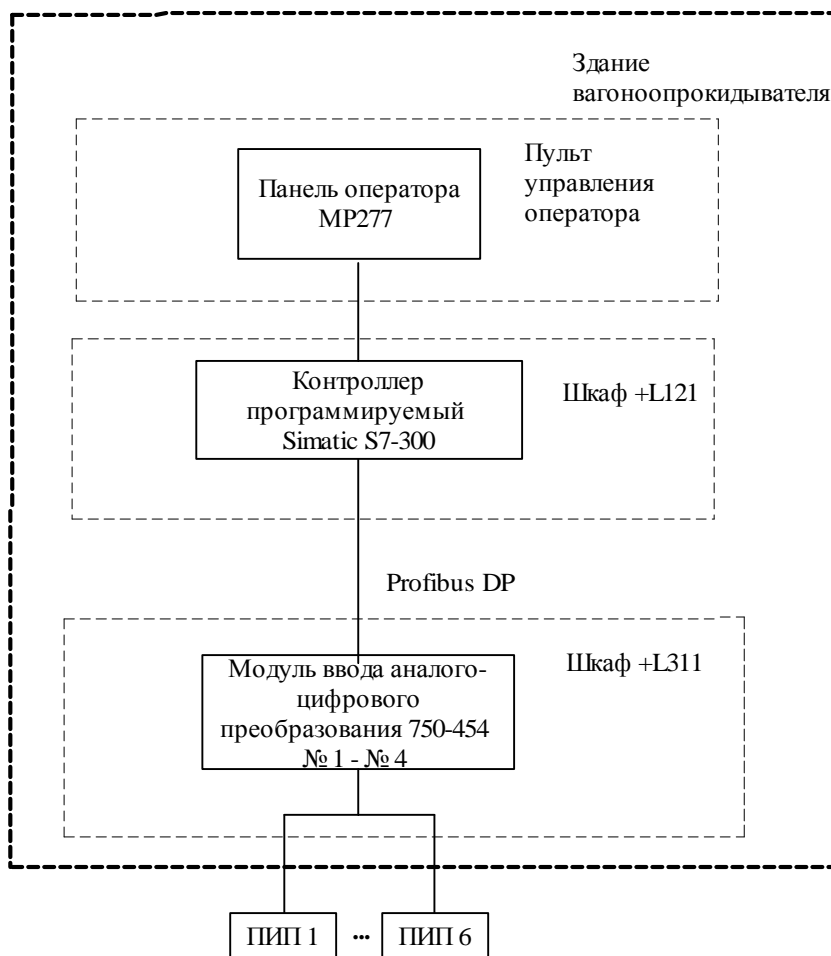 Здание
вагоноопрокидывателя
Пульт
управления
оператора
Панель оператора
МР277
Контроллер
программируемый
Simatic S7-300
Шкаф +L121
Profibus DP
Шкаф +L311
Модуль ввода аналого-
цифрового
преобразования 750-454
№ 1 - № 4
ПИП 1 ... ПИП 6